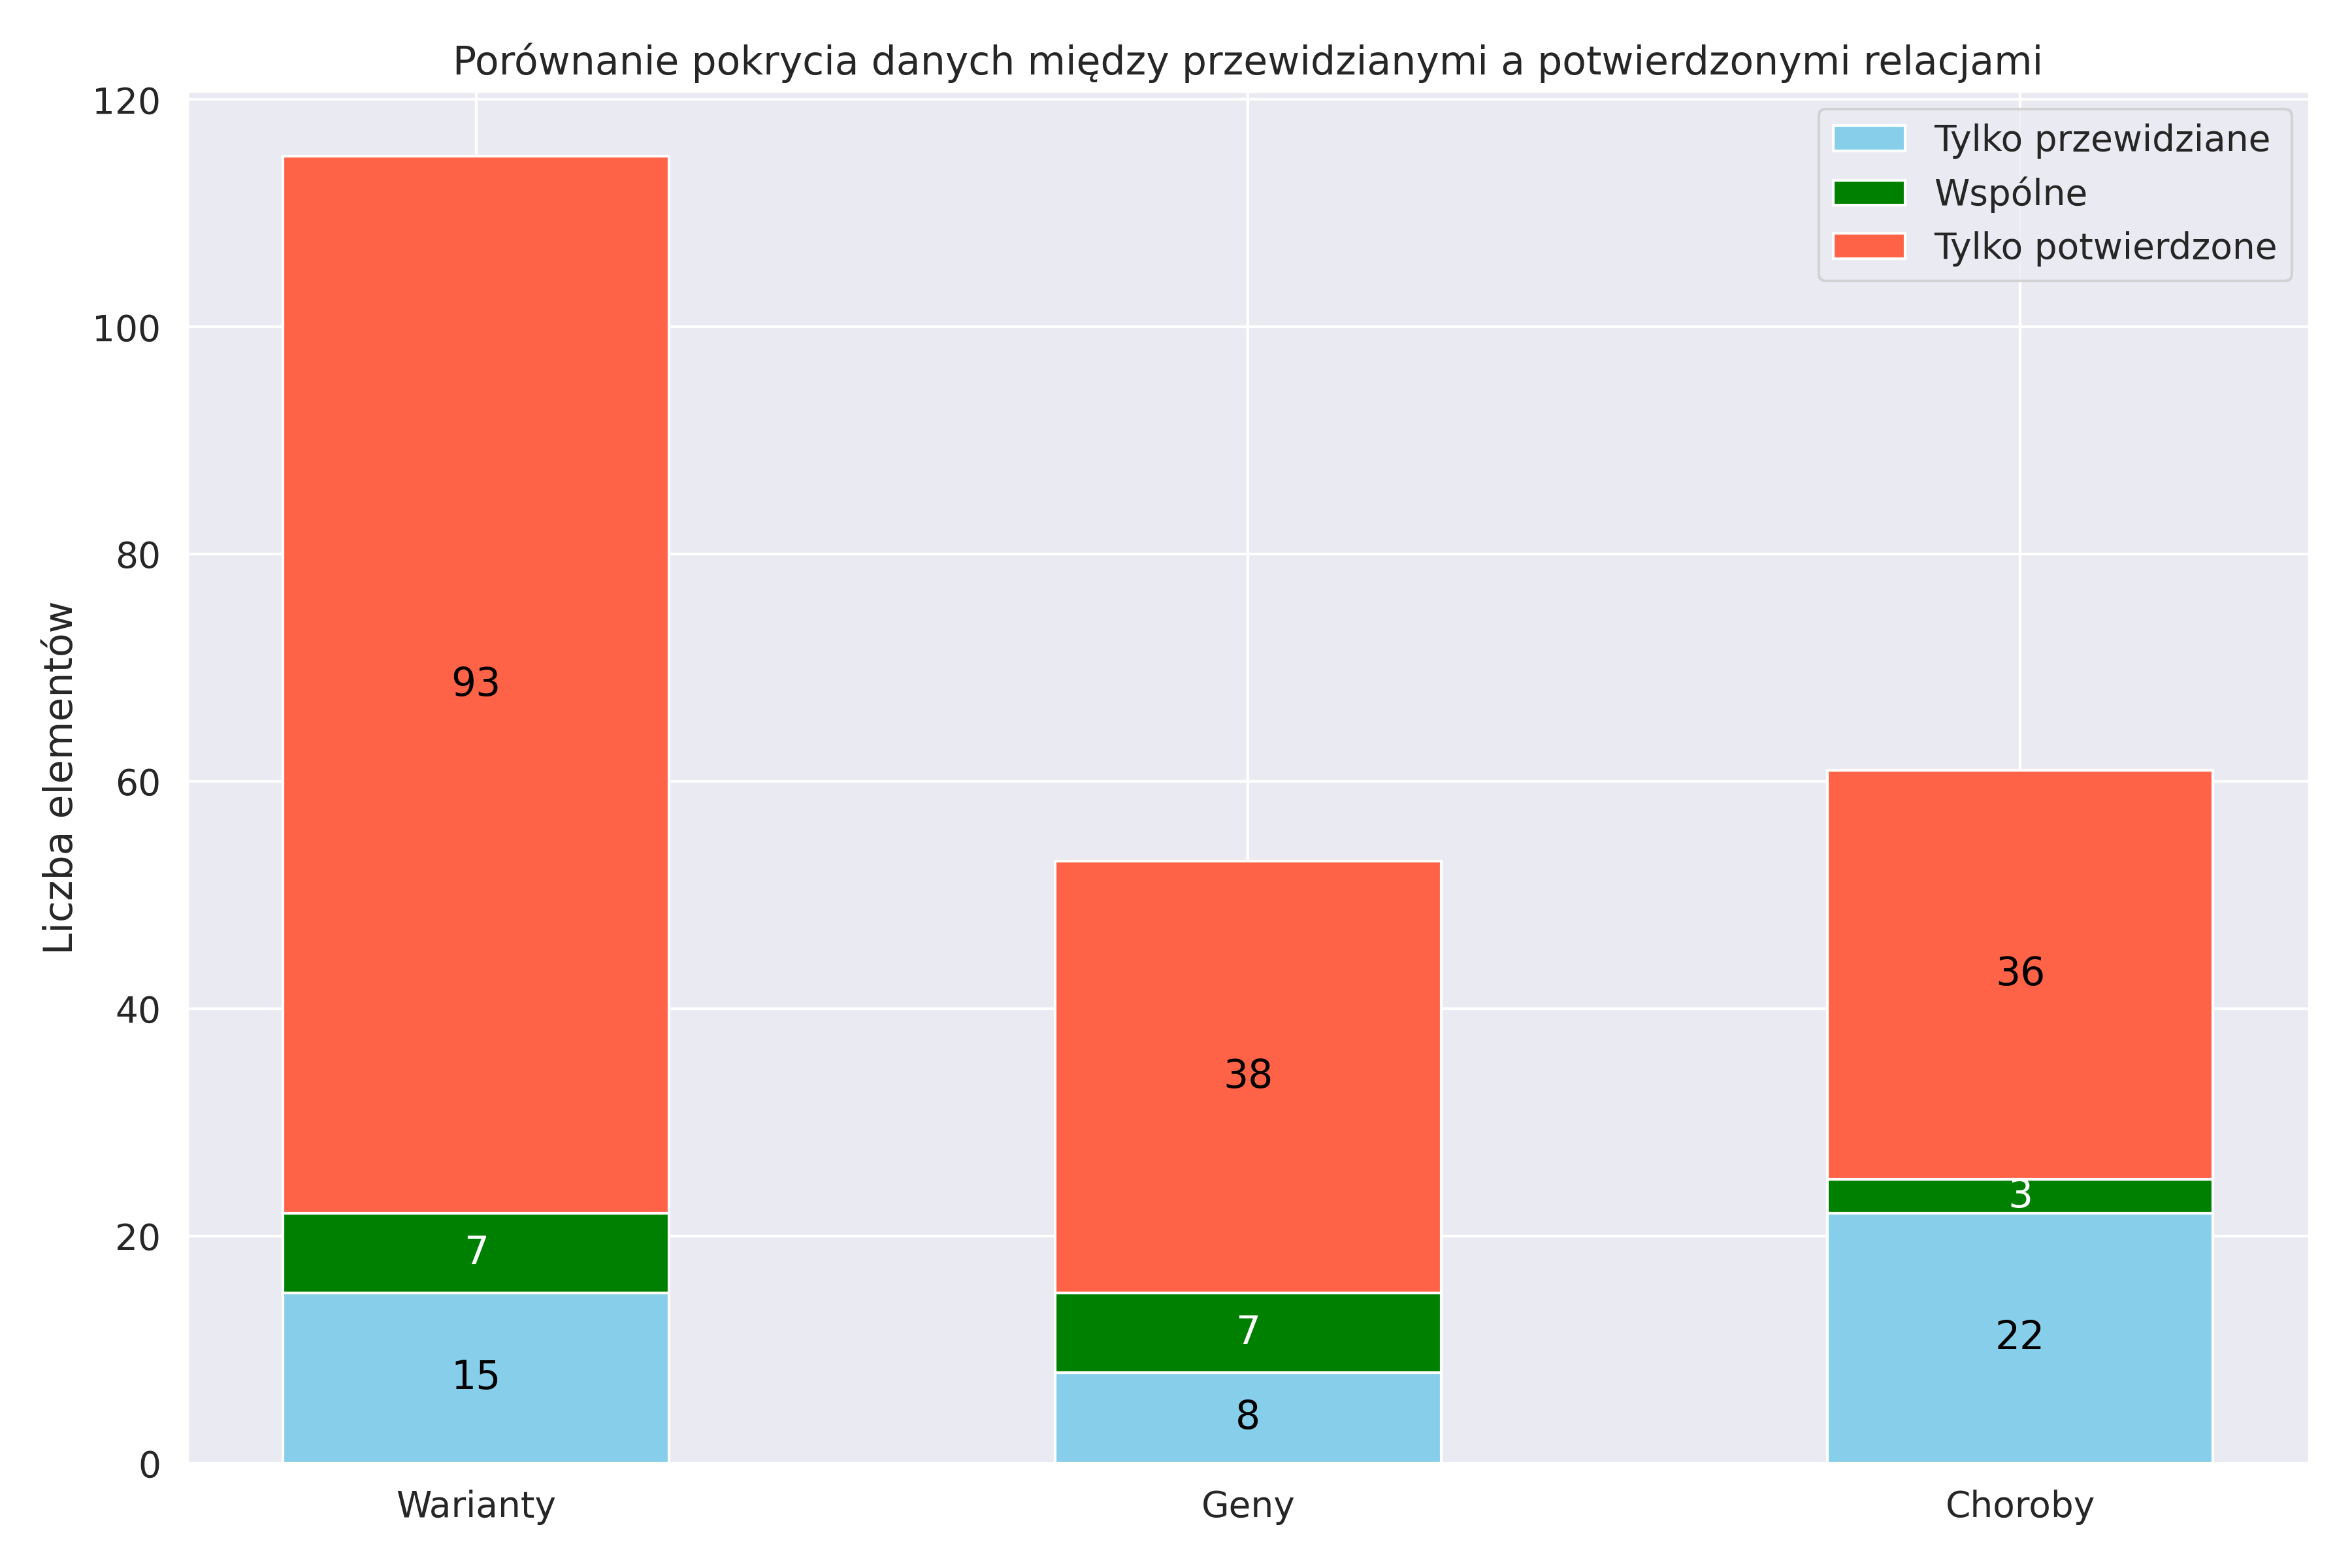 Porównanie pokrycia danych między przewidzianymi a potwierdzonymi relacjami
120
100
80
60
40
20
0
Liczba elementów
Tylko przewidziane
Wspólne
Tylko potwierdzone
93
7
15
38
7
8
36
3
22
Warianty
Geny
Choroby